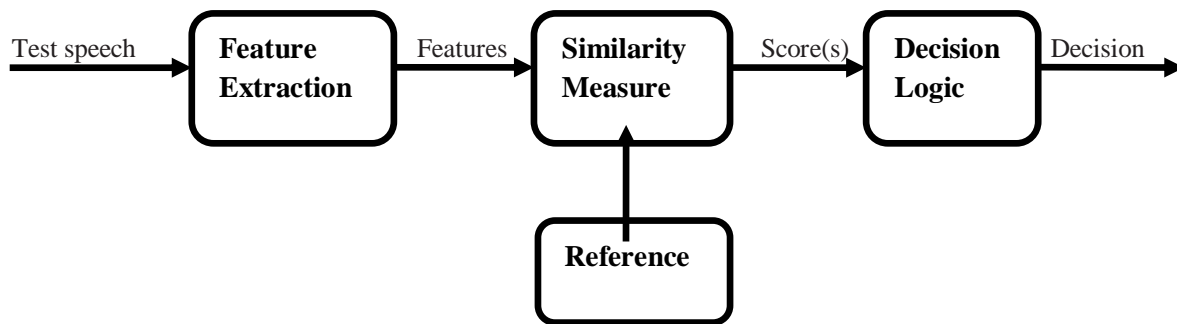 Test speech
Feature
Extraction
Features
Similarity
Measure
Score(s)
Decision
Logic
Decision
Reference